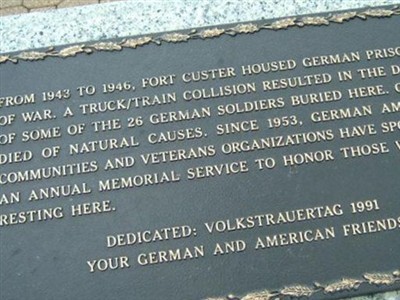 FROM 1943 TO 1946, FORT CUSTER HOUSED GERMAN PRISO
OF WAR. A TRUCK/TRAIN COLLISION RESULTED IN THE D
OF SOME OF THE 26 GERMAN SOLDIERS BURIED HERE. O
DIED OF NATURAL CAUSES. SINCE 1953, GERMAN AM
COMMUNITIES AND VETERANS ORGANIZATIONS HAVE SPO
AN ANNUAL MEMORIAL SERVICE TO HONOR THOSE W
RESTING HERE.
DEDICATED: VOLKSTRAUERTAG 1991
YOUR GERMAN AND AMERICAN FRIENDS